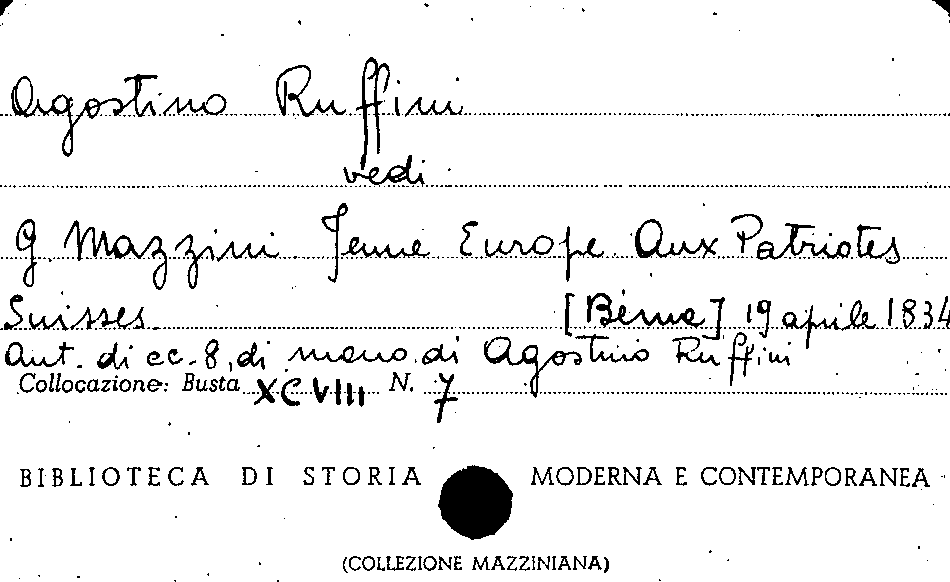 Agostino Ruffini
vedi
G. Mazzini. Jeune Europe. Aux Patriotes
Suisses. [Berna] 19 aprile 1834
Aut. di cc. 8, di mano di Agostino Ruffini
Collocazione: Busta XCVIII N. 7
BIBLIOTECA DI STORIA MODERNA E CONTEMPORANEA
(COLLEZIONE MAZZINIANA)